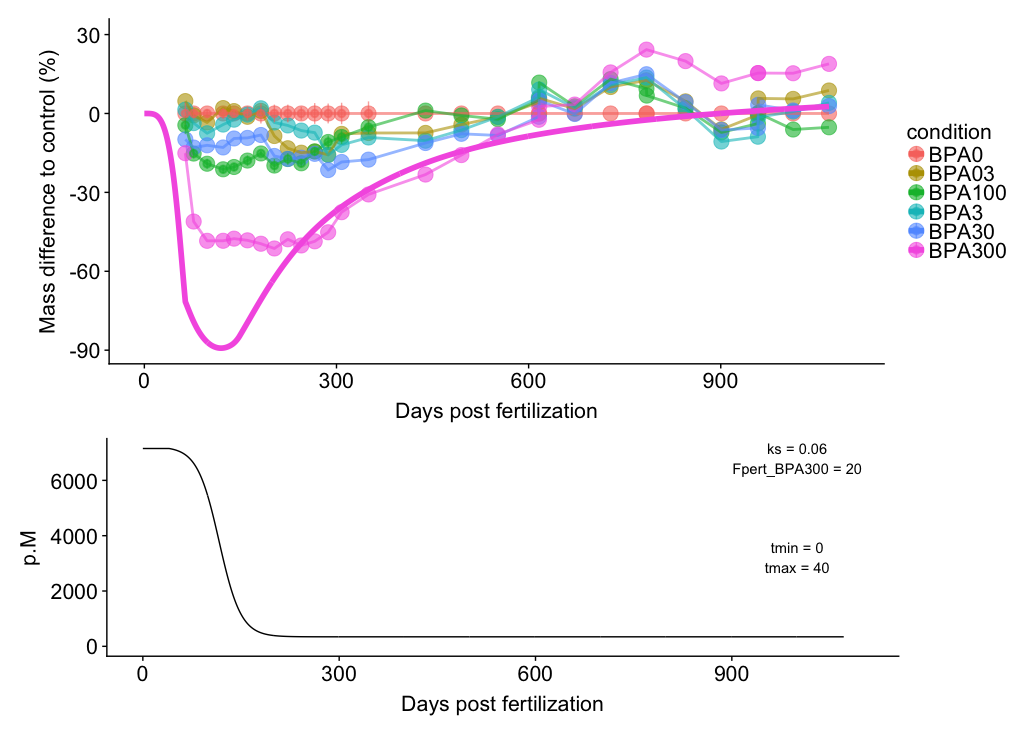 Mass difference to control (%)
30
0
-30
-60
-90
0
300
600
900
Days post fertilization
condition
BPA0
BPA03
BPA100
BPA3
BPA30
BPA300
p.M
6000
4000
2000
0
ks = 0.06
Fpert_BPA300 = 20
tmin = 0
tmax = 40
0
300
600
900
Days post fertilization